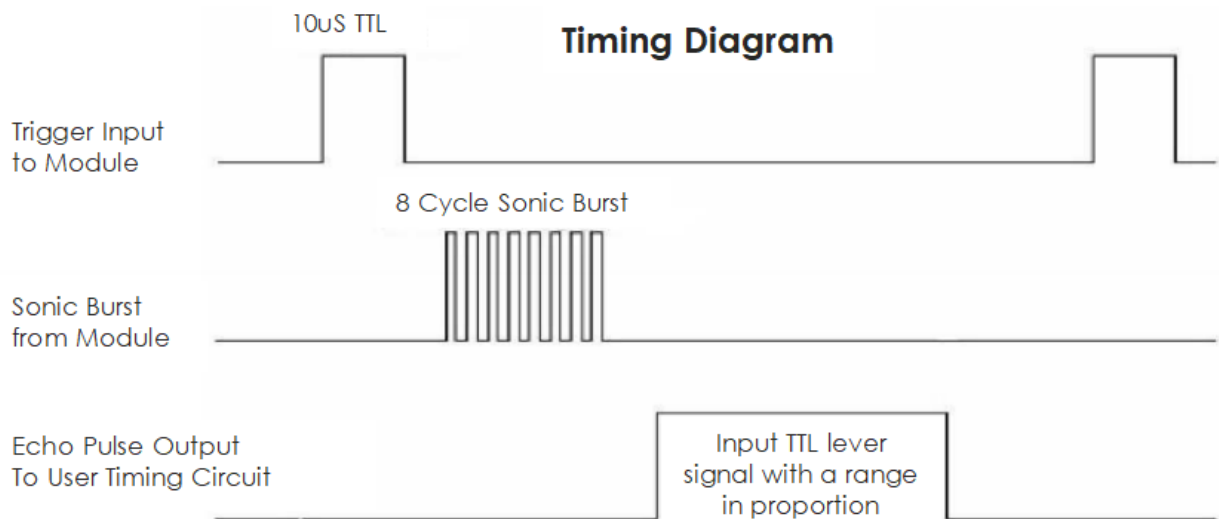 10uS TTL
Timing Diagram
Trigger Input
to Module
8 Cycle Sonic Burst
Sonic Burst
from Module
Echo Pulse Output
To User Timing Circuit
Input TTL lever
signal with a range
in proportion